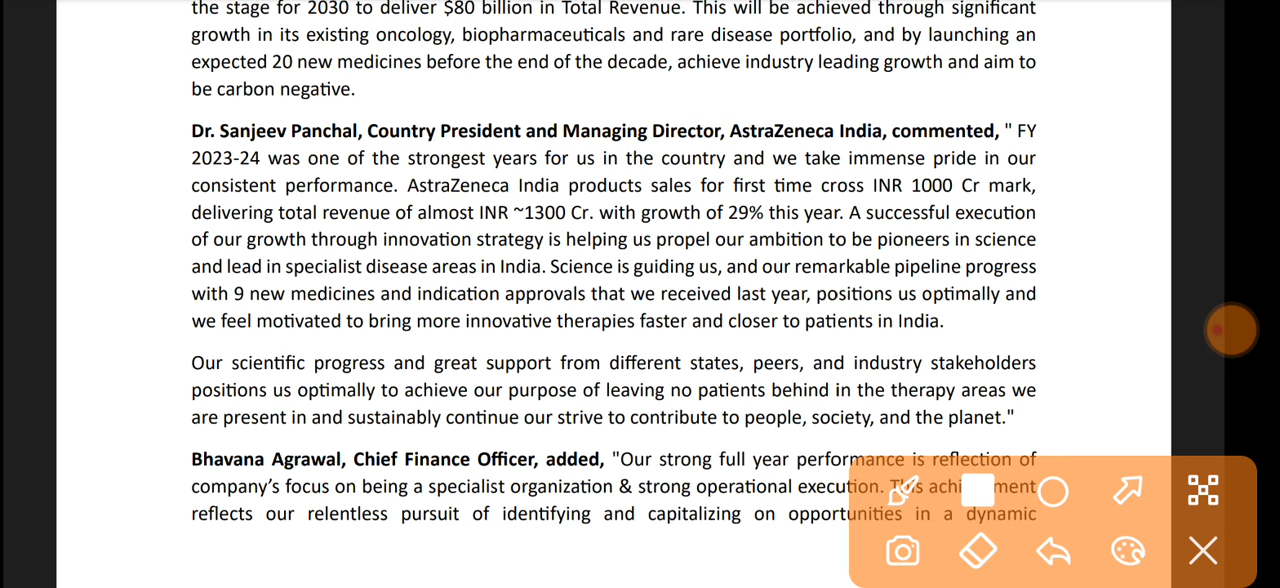 the stage for 2030 to deliver $80 billion in Total Revenue. This will be achieved through significant
growth in its existing oncology, biopharmaceuticals and rare disease portfolio, and by launching an
expected 20 new medicines before the end of the decade, achieve industry leading growth and aim to
be carbon negative.
Dr. Sanjeev Panchal, Country President and Managing Director, AstraZeneca India, commented, " FY
2023-24 was one of the strongest years for us in the country and we take immense pride in our
consistent performance. AstraZeneca India products sales for first time cross INR 1000 Cr mark,
delivering total revenue of almost INR ~1300 Cr. with growth of 29% this year. A successful execution
of our growth through innovation strategy is helping us propel our ambition to be pioneers in science
and lead in specialist disease areas in India. Science is guiding us, and our remarkable pipeline progress
with 9 new medicines and indication approvals that we received last year, positions us optimally and
we feel motivated to bring more innovative therapies faster and closer to patients in India.
Our scientific progress and great support from different states, peers, and industry stakeholders
positions us optimally to achieve our purpose of leaving no patients behind in the therapy areas we
are present in and sustainably continue our strive to contribute to people, society, and the planet."
Bhavana Agrawal, Chief Finance Officer, added, "Our strong full year performance is reflection of
company's focus on being a specialist organization & strong operational execution. This
reflects our relentless pursuit of identifying and capitalizing on opportunities in a dynamic